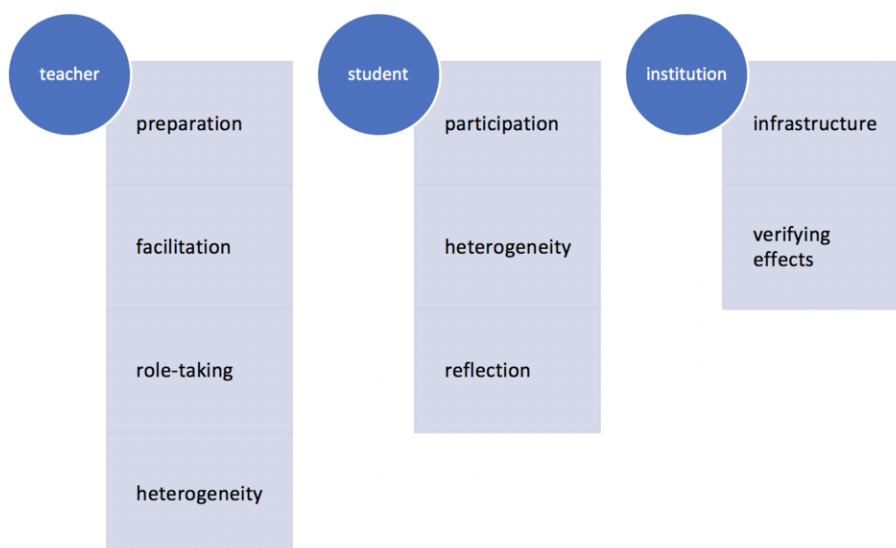 teacher
preparation
facilitation
role-taking
heterogeneity
student
participation
heterogeneity
reflection
institution
infrastructure
verifying
effects